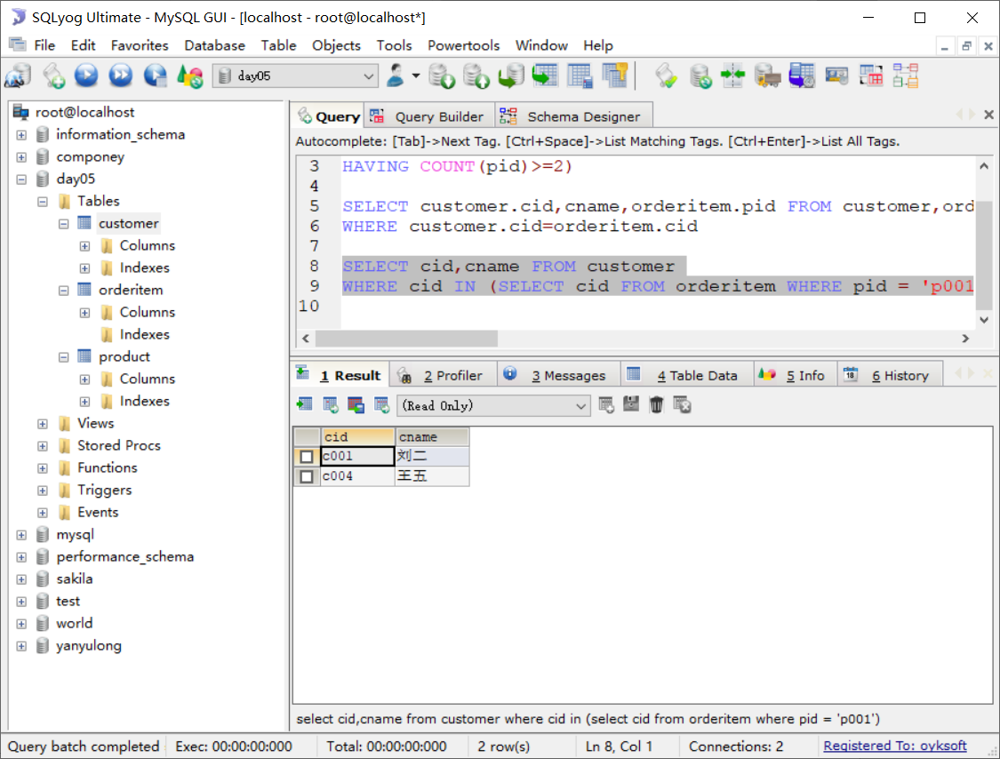 SQLyog Ultimate - MySQL GUI - [localhost - root@localhost*]
File Edit Favorites Database Table Objects Tools Powertools Window Help
day05
root@localhost
information_schema
componey
day05
Tables
customer
Columns
Indexes
orderitem
Columns
Indexes
product
Columns
Indexes
Views
Stored Procs
Functions
Triggers
Events
mysql
performance_schema
sakila
test
world
yanyulong
Query Query Builder Schema Designer
Autocomplete: [Tab]->Next Tag. [Ctrl+Space]->List Matching Tags. [Ctrl+Enter]->List All Tags.
3 HAVING COUNT(pid)>=2)
4
5 SELECT customer.cid,cname,orderitem.pid FROM customer,ord
6 WHERE customer.cid=orderitem.cid
7
8 SELECT cid,cname FROM customer
9 WHERE cid IN (SELECT cid FROM orderitem WHERE pid = 'p001
10
1 Result 2 Profiler 3 Messages 4 Table Data 5 Info 18 6 History
(Read Only)
cid cname
c001 刘二
c004 王五
select cid,cname from customer where cid in (select cid from orderitem where pid = 'p001')
Query batch completed Exec: 00:00:00:000 Total: 00:00:00:000 2 row(s) Ln 8, Col 1 Connections: 2 Registered To: oyksoft